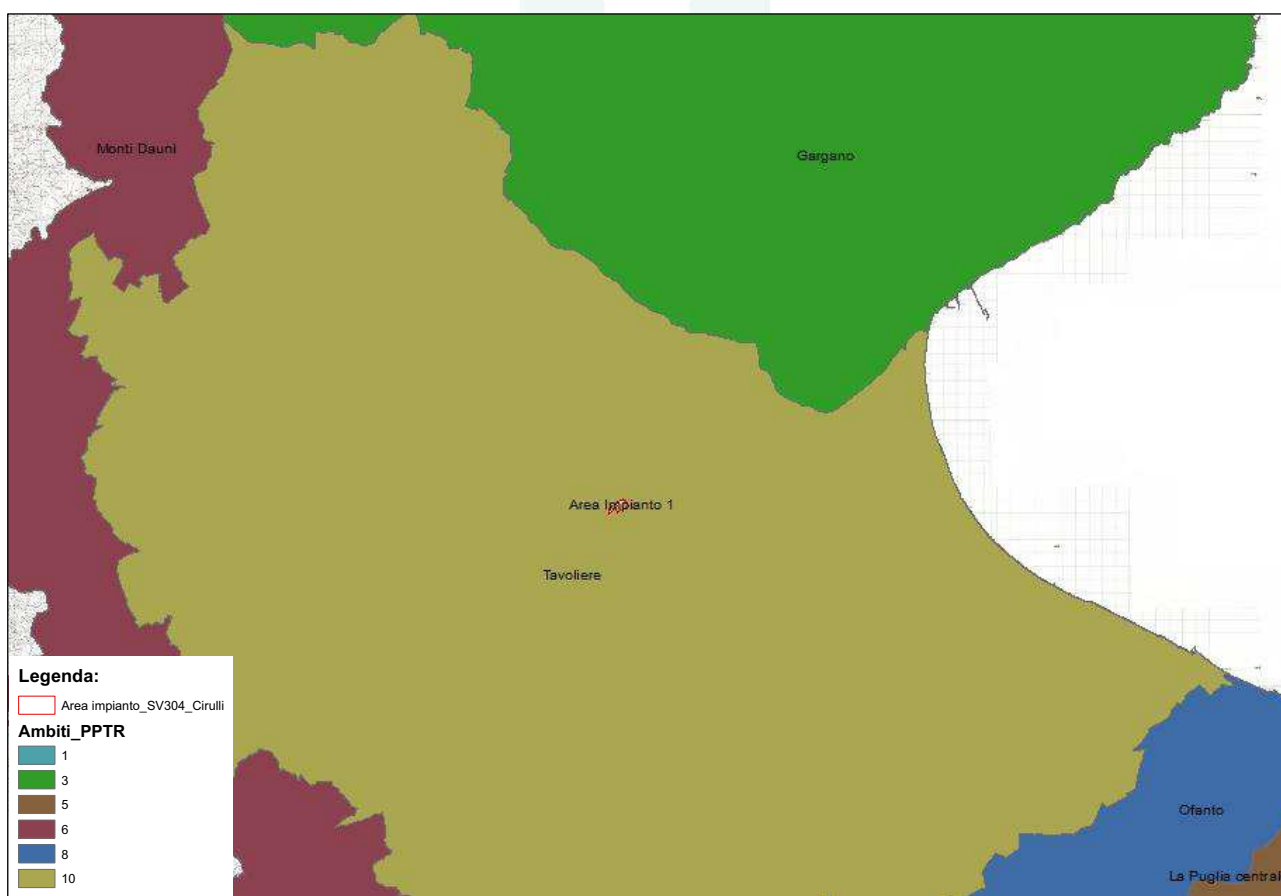 Monti Dauni
Gargano
Area Impianto 1
Tavoliere
Legenda:
Area impianto_SV304_Cirulli
Ambiti_PPTR
1
3
5
6
8
10
Ofanto
La Puglia central